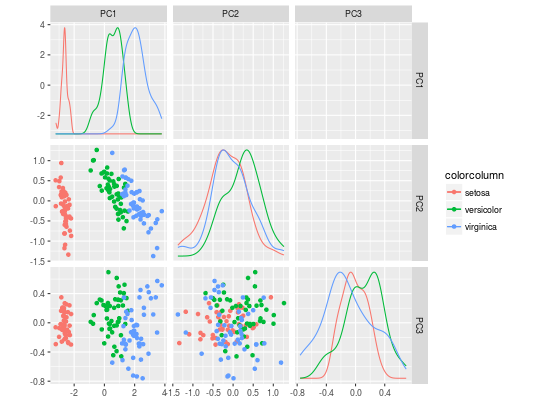 PC1 PC2 PC3
4
2
0
-2
PC1
1.0
0.5
0.0
-0.5
-1.0
-1.5
PC2
colorcolumn
setosa
versicolor
virginica
0.4
0.0
-0.4
-0.8
PC3
-2 0 2 4 -1.5 -1.0 -0.5 0.0 0.5 1.0 -0.8 -0.4 0.0 0.4